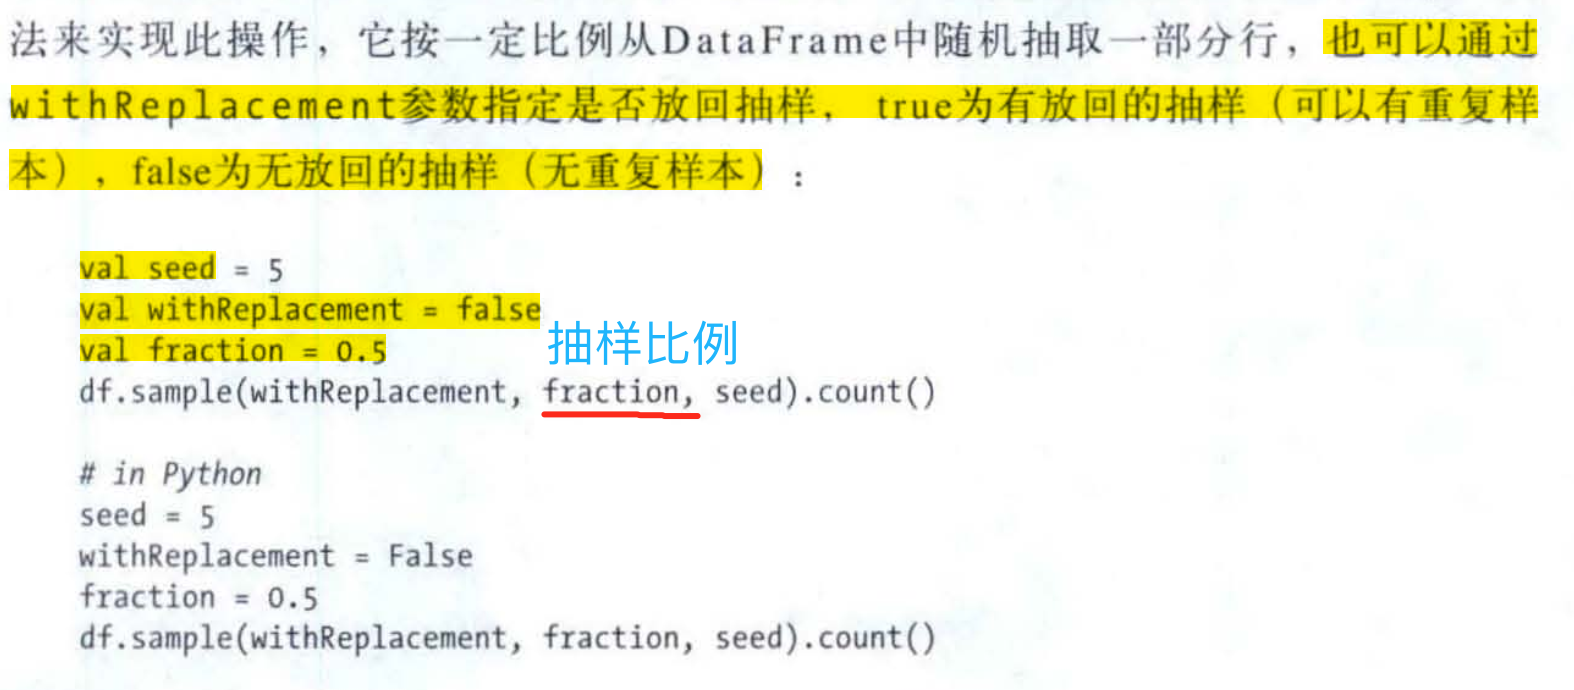 法来实现此操作，它按一定比例从DataFrame中随机抽取一部分行，也可以通过
withReplacement参数指定是否放回抽样， true为有放回的抽样（可以有重复样
本），false为无放回的抽样（无重复样本）：
val seed = 5
val withReplacement = false
val fraction = 0.5
抽样比例
df.sample(withReplacement, fraction, seed).count()
# in Python
seed = 5
withReplacement = False
fraction = 0.5
df.sample(withReplacement, fraction, seed).count()